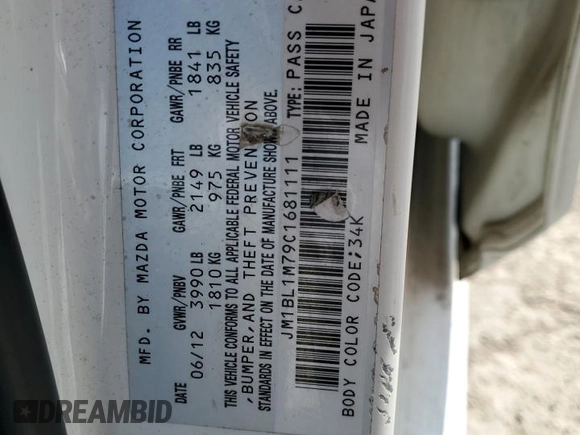 MFD. BY MAZDA MOTOR CORPORATION
DATE GVWR/PNBV GAWR/PNBE FRT GAWR/PNBE RR
06/12 3990 LB 2149 LB 1841 LB
1810 KG 975 KG 835 KG
THIS VEHICLE CONFORMS TO ALL APPLICABLE FEDERAL MOTOR VEHICLE SAFETY
,BUMPER, AND THEFT PREVENTION
STANDARDS IN EFFECT ON THE DATE OF MANUFACTURE SHOWN ABOVE.
JM1BL1M79C1681111 TYPE: PASS
BODY COLOR CODE;34K MADE IN JAPA
DREAMBID